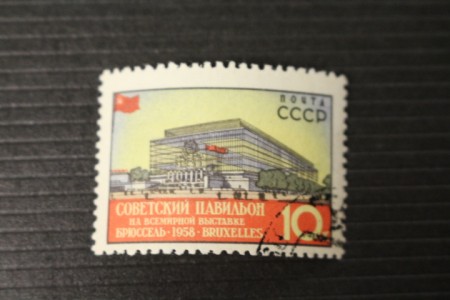 ПОЧТА
СССР
СОВЕТСКИЙ ПАВИЛЬОН
НА ВСЕМИРНОЙ ВЫСТАВКЕ
БРЮССЕЛЬ - 1958 - BRUXELLES
10